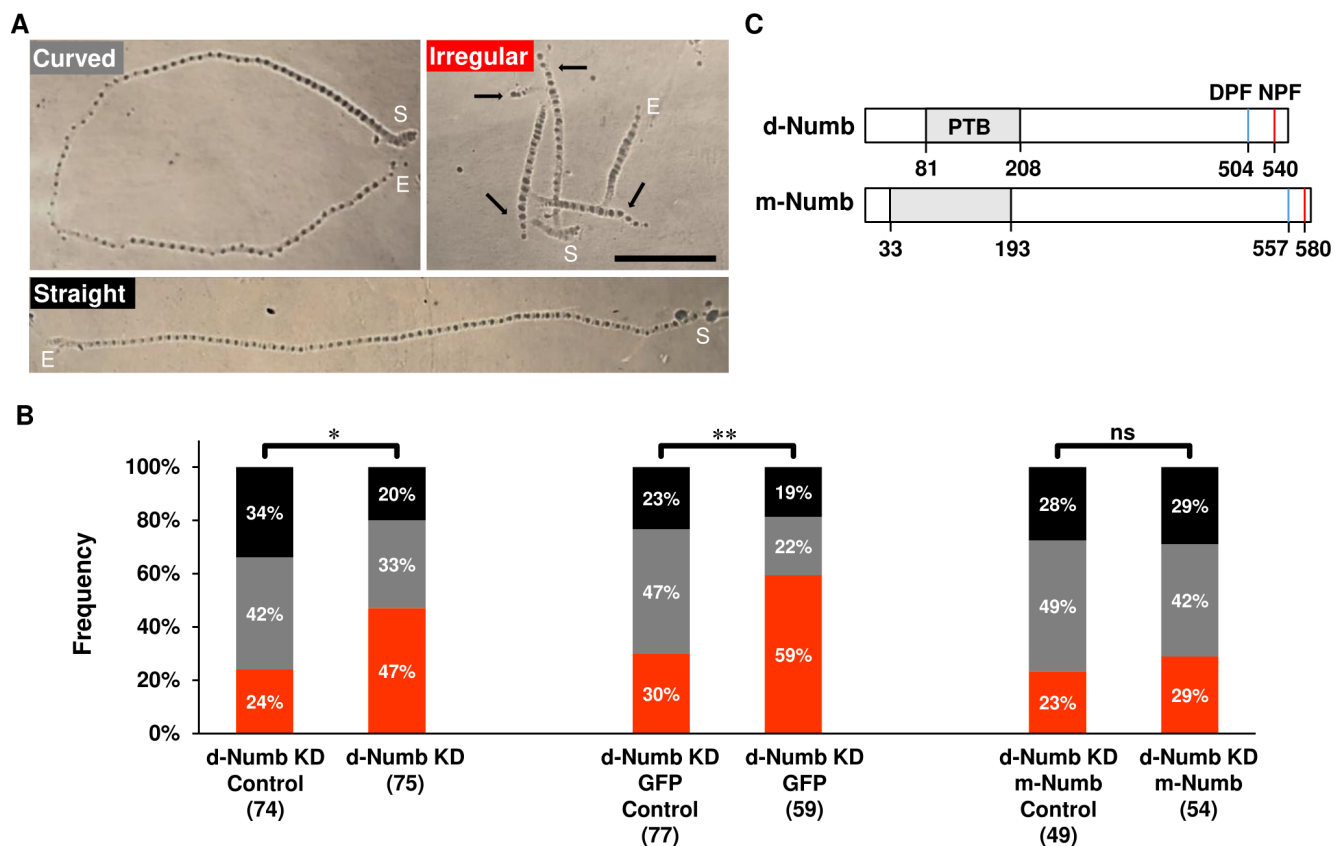 A
Curved
S
E
Irregular
E
S
Straight
E
S
C
DPF NPF
d-Numb
PTB
81
208
504
540
m-Numb
33
193
557
580
B
Frequency
100%
80%
60%
40%
20%
0%
*
34%
42%
24%
20%
33%
47%
**
23%
47%
30%
19%
22%
59%
ns
28%
49%
23%
29%
42%
29%
d-Numb KD
Control
(74)
d-Numb KD
(75)
d-Numb KD
GFP
Control
(77)
d-Numb KD
GFP
(59)
d-Numb KD
m-Numb
Control
(49)
d-Numb KD
m-Numb
(54)